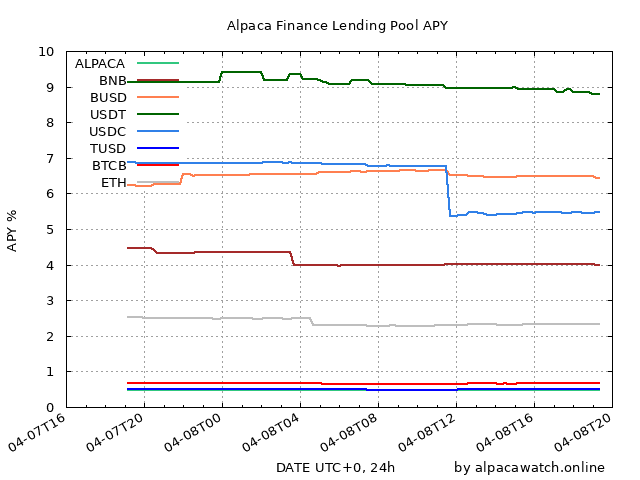 Alpaca Finance Lending Pool APY
10
9
8
7
6
5
4
3
2
1
0
APY %
ALPACA
BNB
BUSD
USDT
USDC
TUSD
BTCB
ETH
04-07T16
04-07T20
04-08T00
04-08T04
04-08T08
04-08T12
04-08T16
04-08T20
DATE UTC+0, 24h
by alpacawatch.online